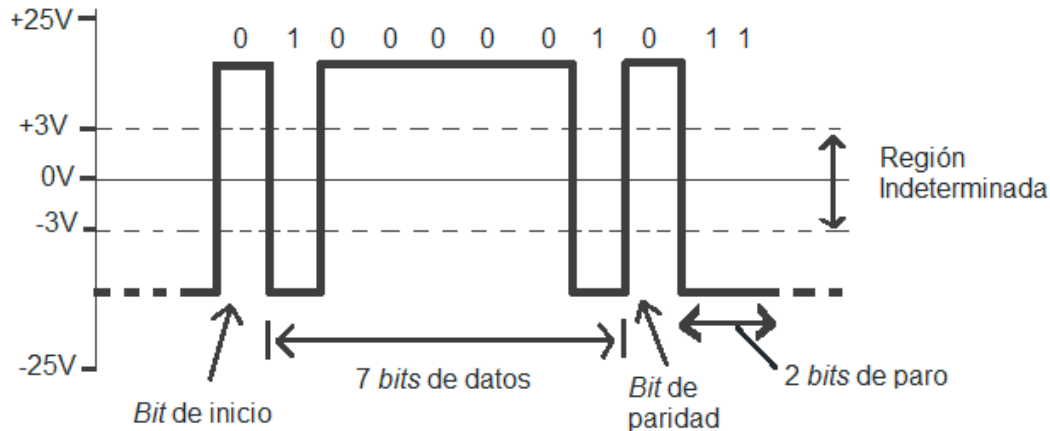 +25V
0 1 0 0 0 0 0 1 0 1 1
+3V
0V
-3V
Región
Indeterminada
-25V
7 bits de datos
2 bits de paro
Bit de inicio
Bit de
paridad